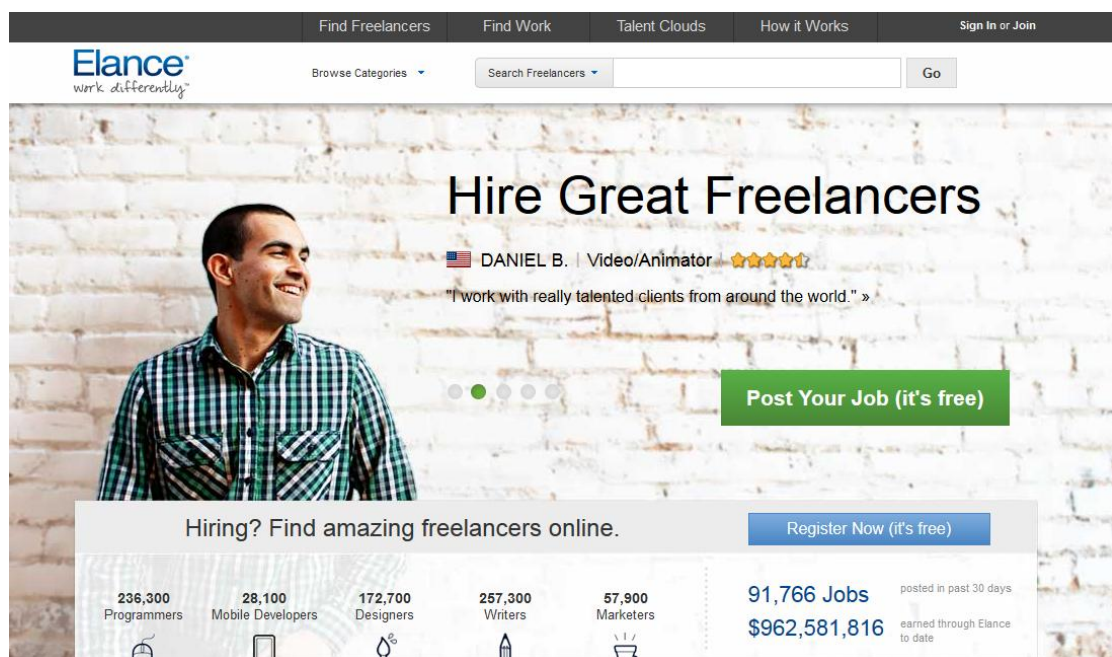 Find Freelancers Find Work Talent Clouds How it Works Sign In or Join
Elance®
work differently™
Browse Categories Search Freelancers Go
Hire Great Freelancers
DANIEL B. | Video/Animator
"I work with really talented clients from around the world." »
Post Your Job (it's free)
Hiring? Find amazing freelancers online. Register Now (it's free)
236,300 28,100 172,700 257,300 57,900
Programmers Mobile Developers Designers Writers Marketers
91,766 Jobs posted in past 30 days
$962,581,816 earned through Elance
to date